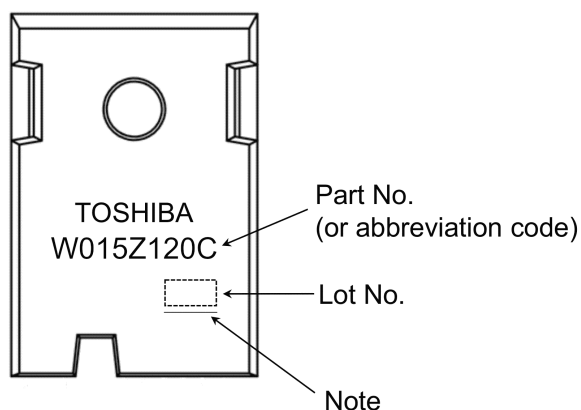 TOSHIBA
W015Z120C
Part No.
(or abbreviation code)
Lot No.
Note